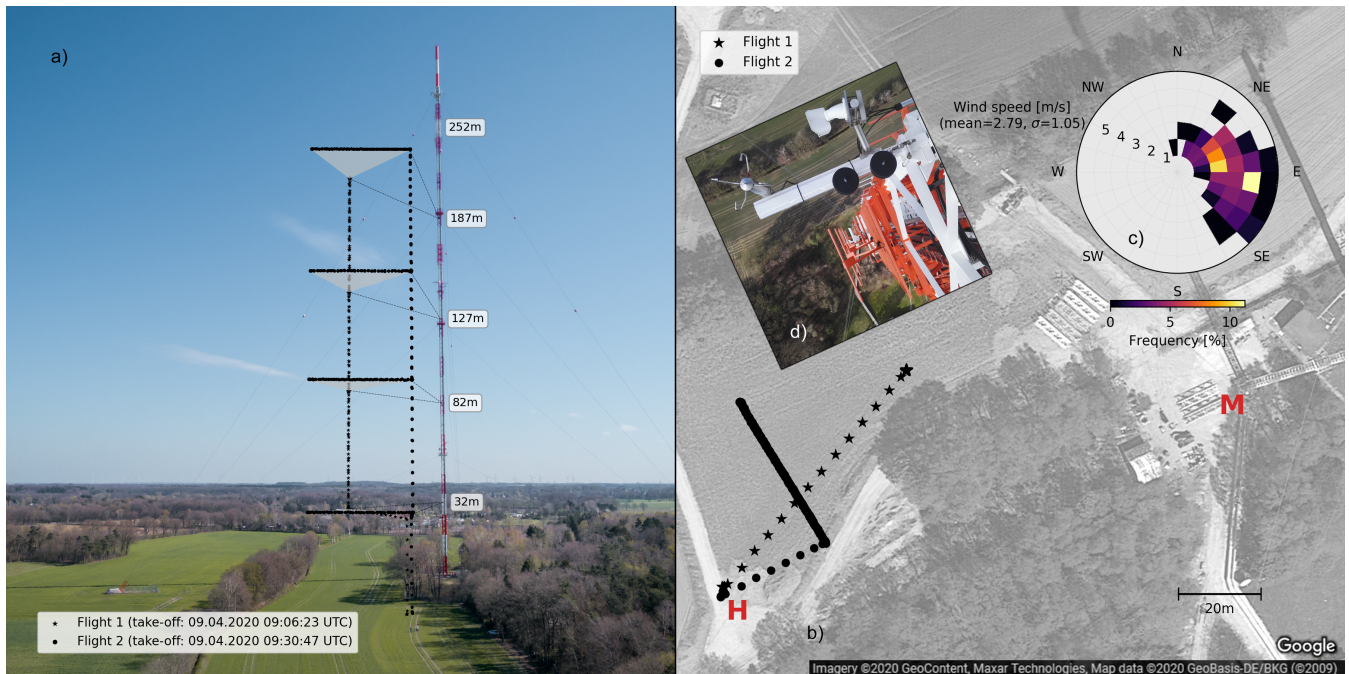 a)
252m
187m
127m
82m
32m
Flight 1 (take-off: 09.04.2020 09:06:23 UTC)
Flight 2 (take-off: 09.04.2020 09:30:47 UTC)
Flight 1
Flight 2
Wind speed [m/s]
(mean=2.79, σ=1.05)
N
NE
E
SE
S
SW
W
NW
5
4
3
2
1
c)
0
5
10
Frequency [%]
d)
M
H
b)
20m
Google
Imagery ©2020 GeoContent, Maxar Technologies, Map data ©2020 GeoBasis-DE/BKG (©2009)